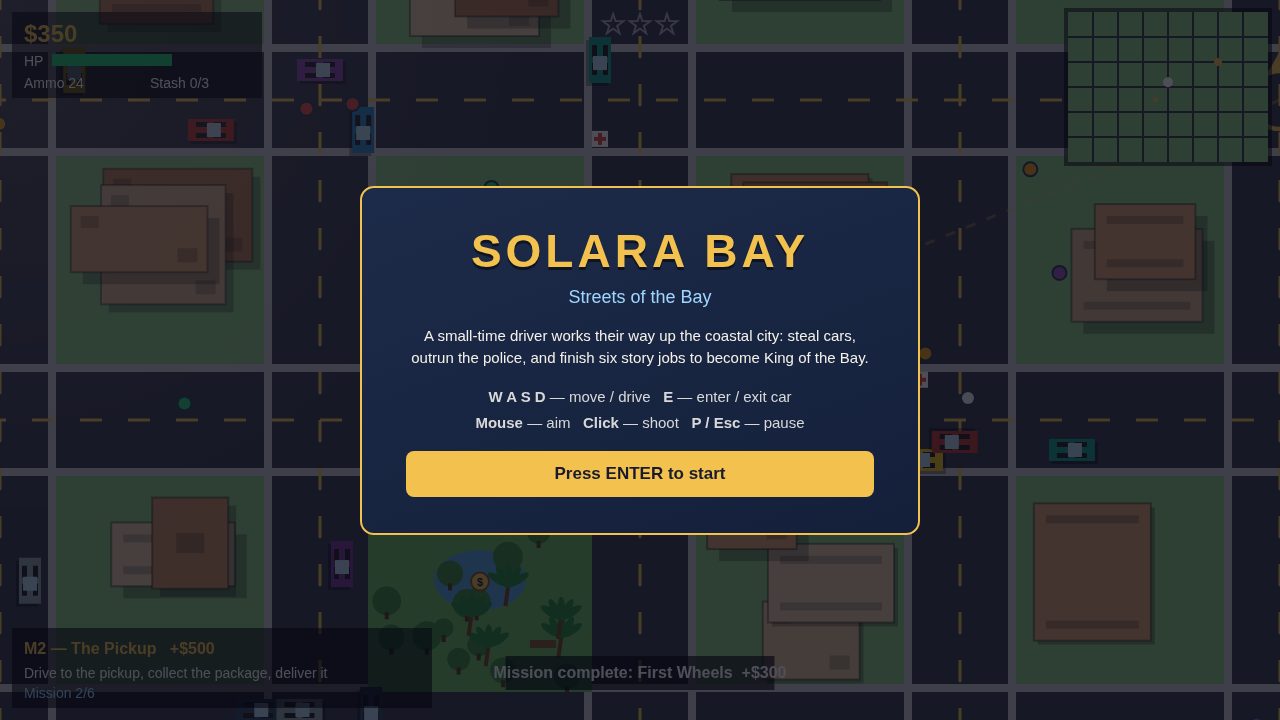 $350
HP
Ammo 24 Stash 0/3
SOLARA BAY
Streets of the Bay
A small-time driver works their way up the coastal city: steal cars,
outrun the police, and finish six story jobs to become King of the Bay.
W A S D — move / drive E — enter / exit car
Mouse — aim Click — shoot P / Esc — pause
Press ENTER to start
$
M2 — The Pickup +$500
Drive to the pickup, collect the package, deliver it
Mission 2/6
Mission complete: First Wheels +$300